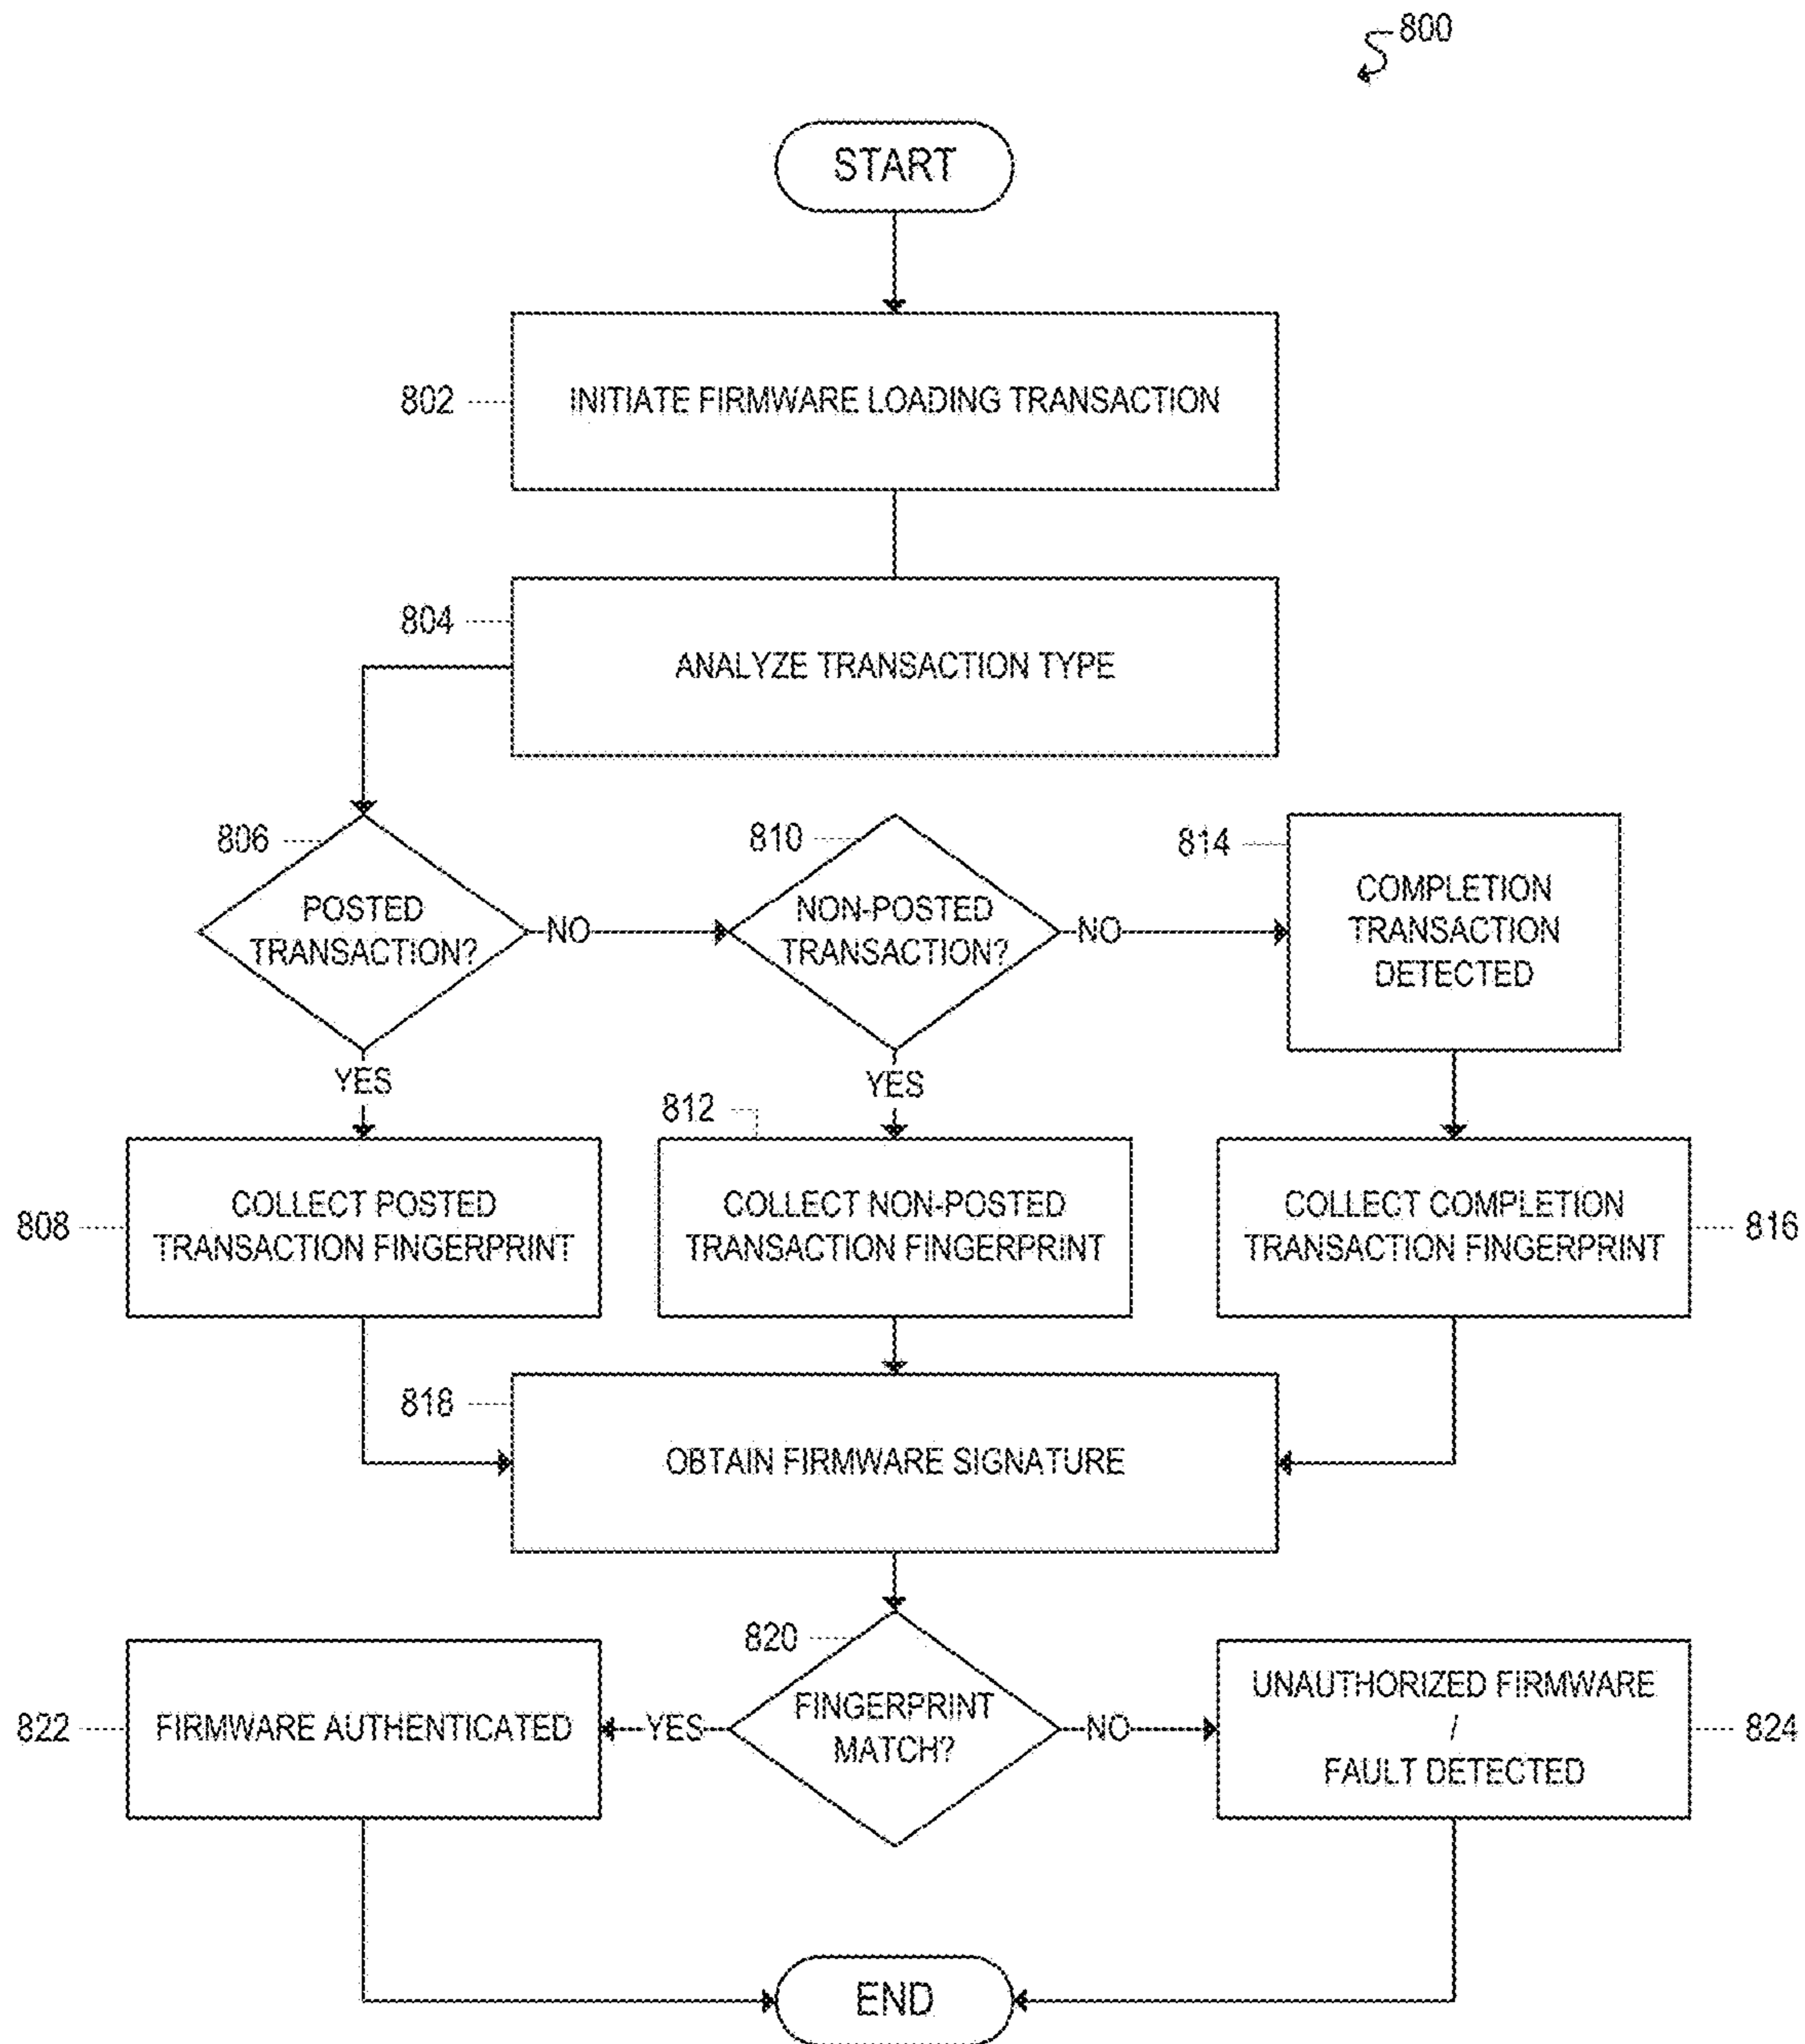 800
START
802
INITIATE FIRMWARE LOADING TRANSACTION
804
ANALYZE TRANSACTION TYPE
806
POSTED
TRANSACTION?
NO
810
NON-POSTED
TRANSACTION?
NO
814
COMPLETION
TRANSACTION
DETECTED
YES
YES
808
COLLECT POSTED
TRANSACTION FINGERPRINT
812
COLLECT NON-POSTED
TRANSACTION FINGERPRINT
COLLECT COMPLETION
TRANSACTION FINGERPRINT
816
818
OBTAIN FIRMWARE SIGNATURE
820
FINGERPRINT
MATCH?
YES
NO
822
FIRMWARE AUTHENTICATED
UNAUTHORIZED FIRMWARE
/
FAULT DETECTED
824
END